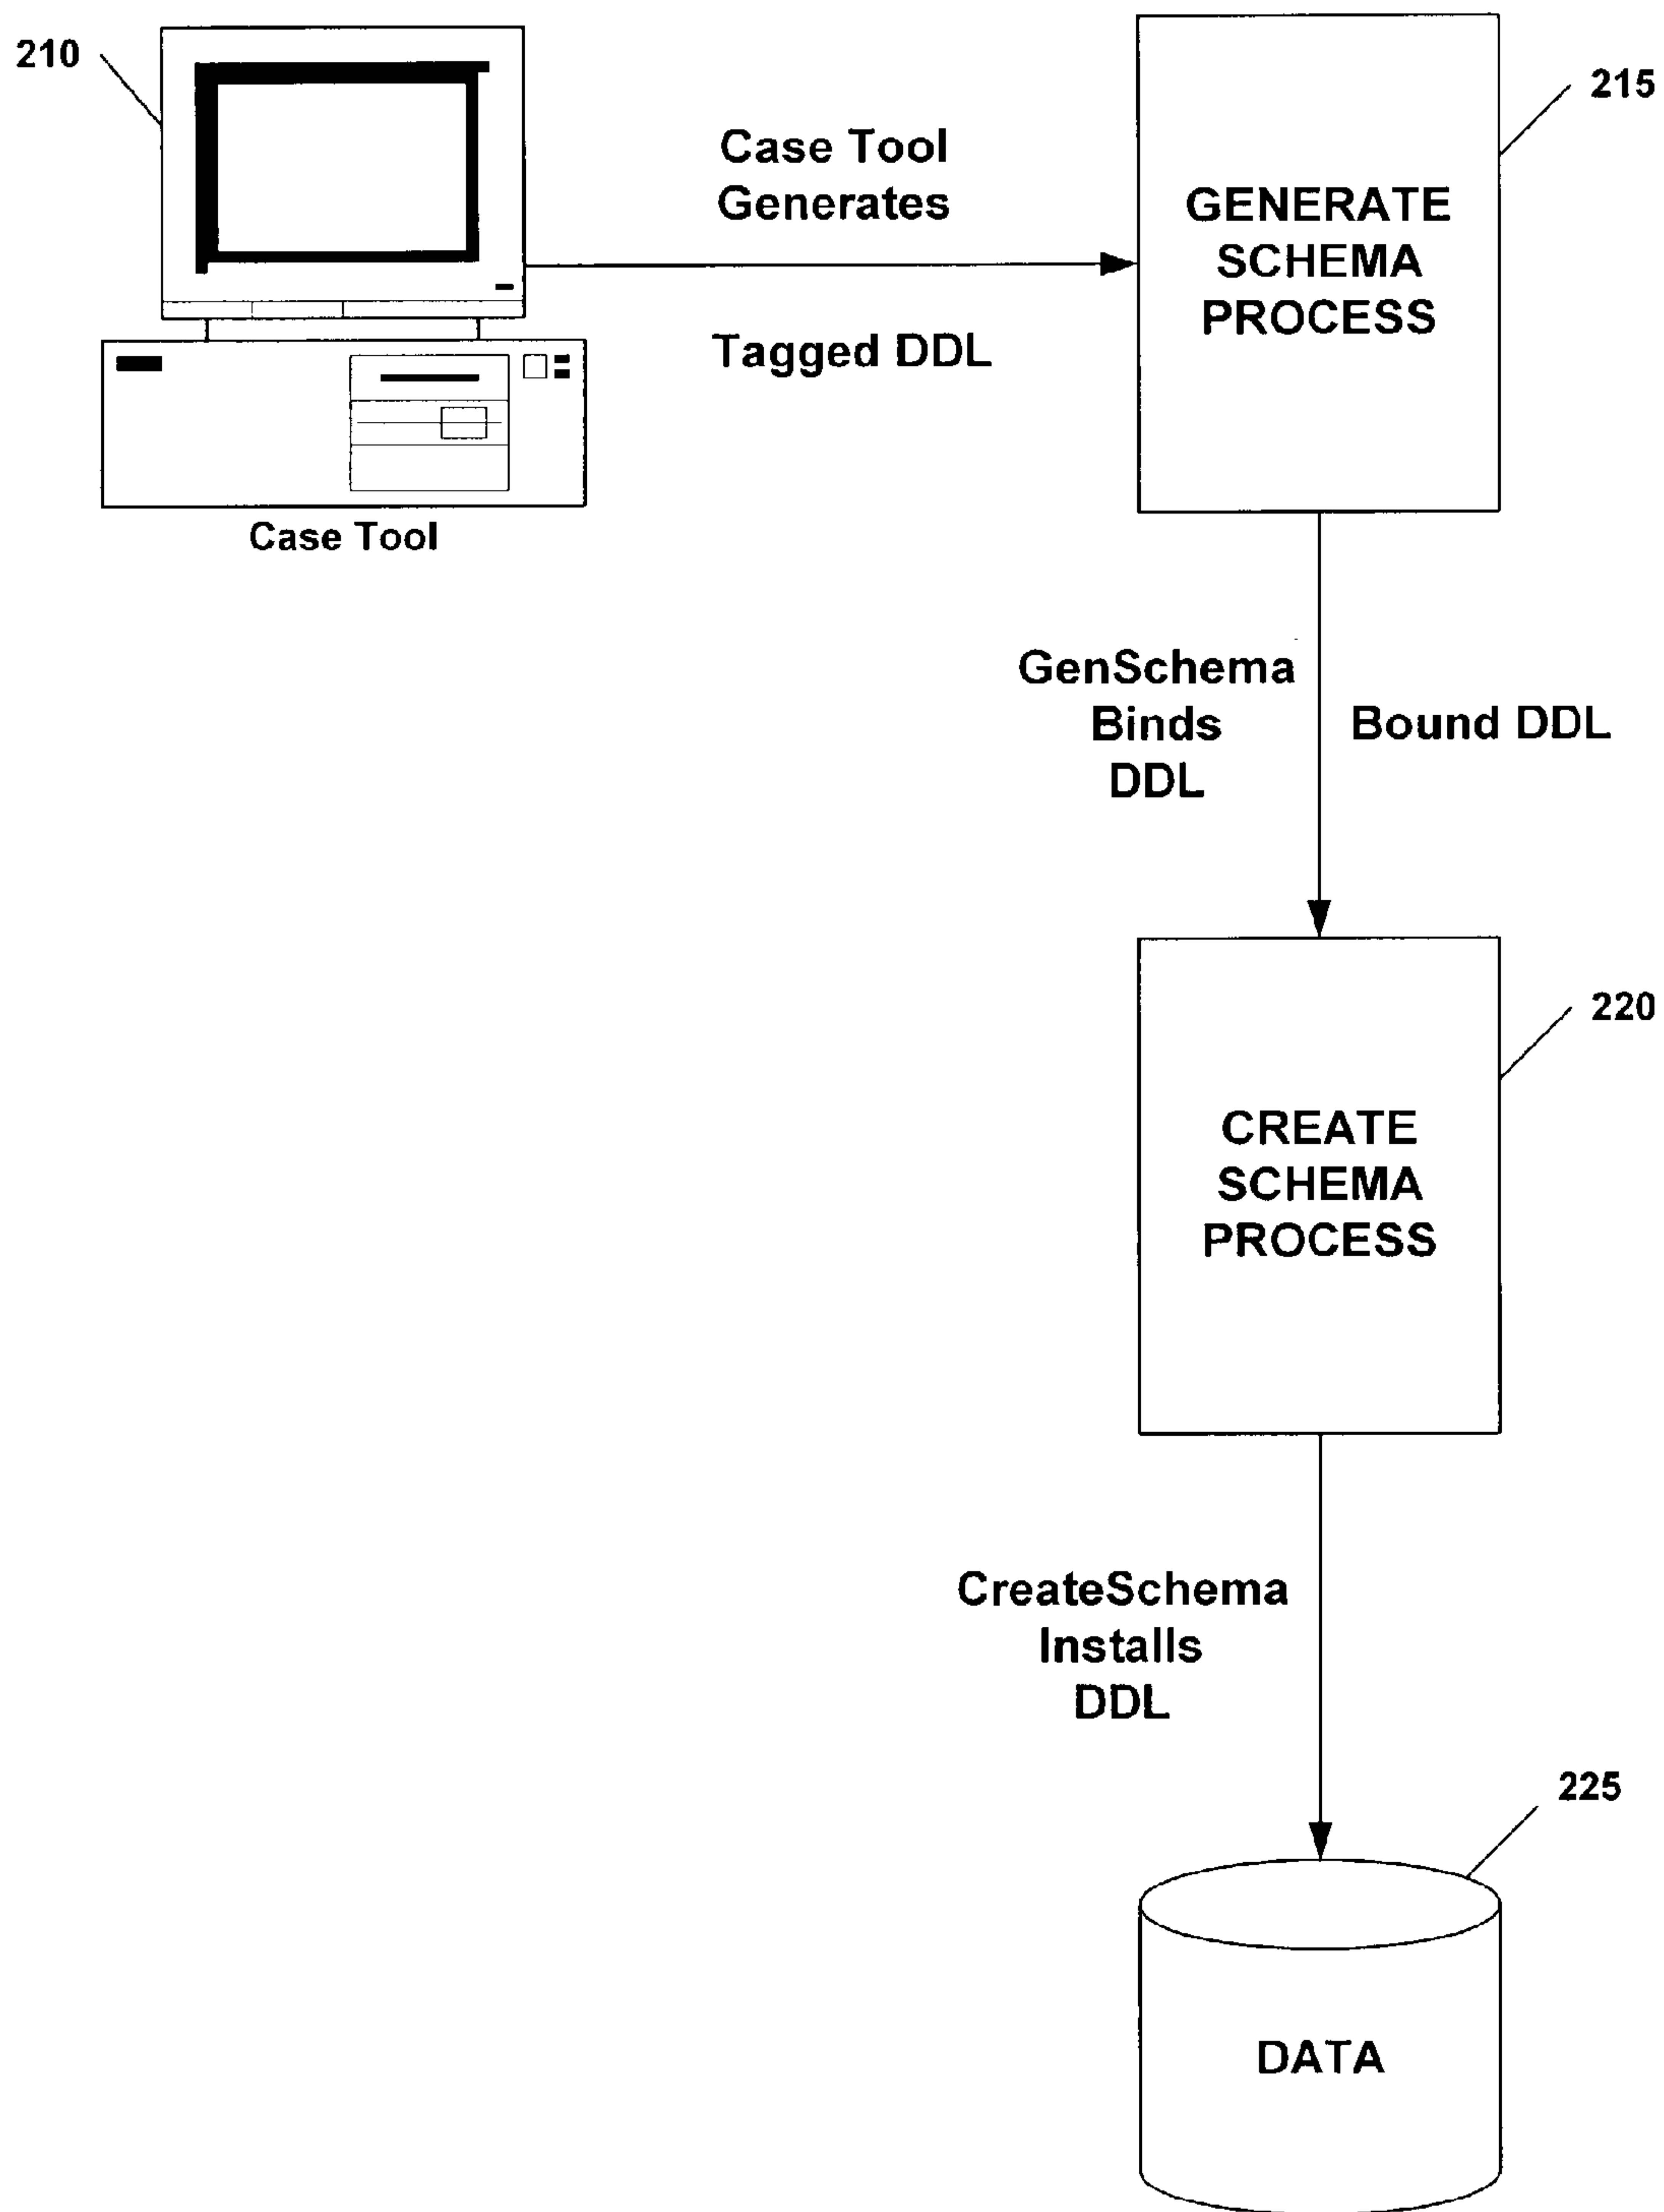 210
215
Case Tool
Generates
GENERATE
SCHEMA
PROCESS
Tagged DDL
Case Tool
GenSchema
Binds
DDL
Bound DDL
220
CREATE
SCHEMA
PROCESS
CreateSchema
Installs
DDL
225
DATA